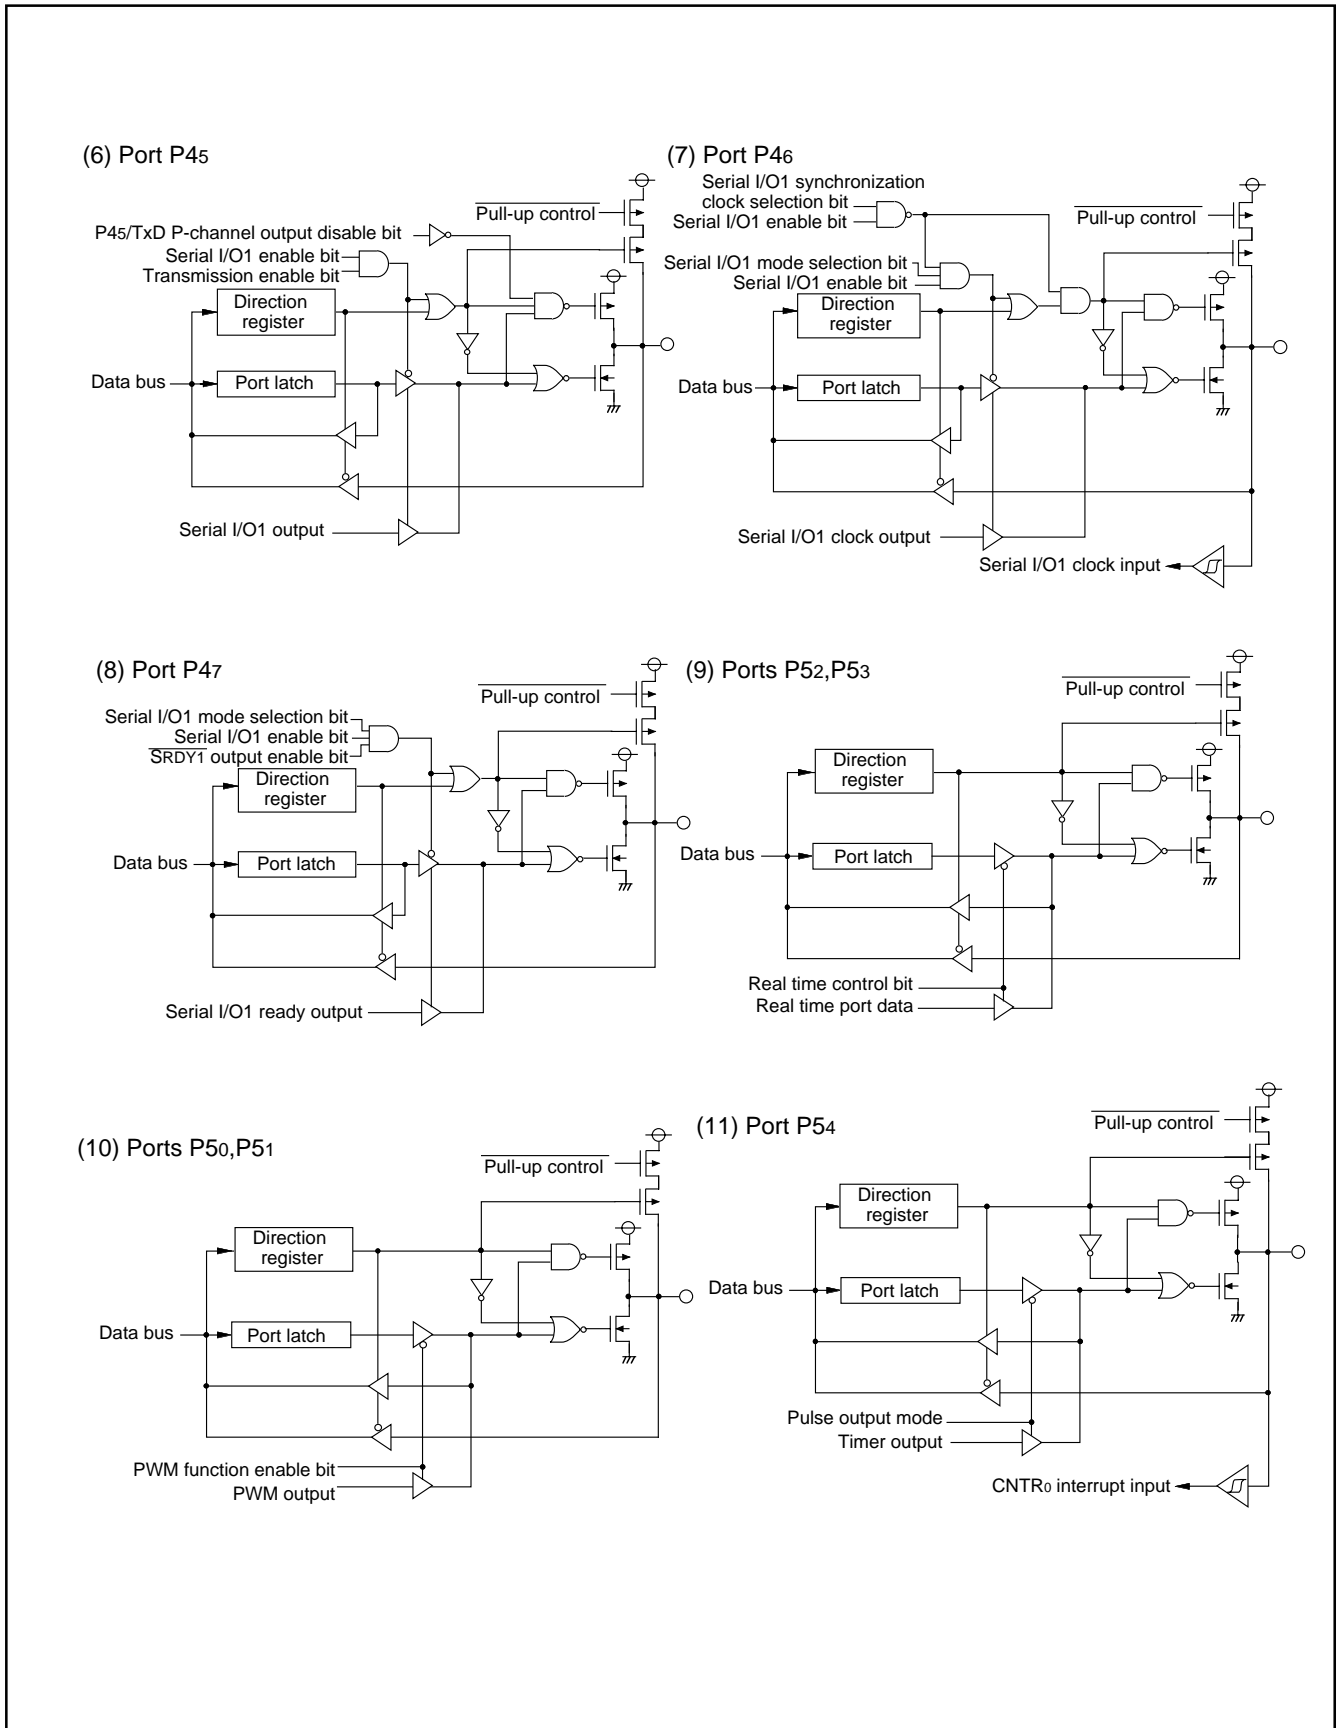 (6) Port P45
Pull-up control
P45/TxD P-channel output disable bit
Serial I/O1 enable bit
Transmission enable bit
Direction
register
Data bus
Port latch
Serial I/O1 output
(7) Port P46
Serial I/O1 synchronization
clock selection bit
Serial I/O1 enable bit
Pull-up control
Serial I/O1 mode selection bit
Serial I/O1 enable bit
Direction
register
Data bus
Port latch
Serial I/O1 clock output
Serial I/O1 clock input
(8) Port P47
Pull-up control
Serial I/O1 mode selection bit
Serial I/O1 enable bit
SRDY1 output enable bit
Direction
register
Data bus
Port latch
Serial I/O1 ready output
(9) Ports P52,P53
Pull-up control
Direction
register
Data bus
Port latch
Real time control bit
Real time port data
(10) Ports P50,P51
Pull-up control
Direction
register
Data bus
Port latch
PWM function enable bit
PWM output
(11) Port P54
Pull-up control
Direction
register
Data bus
Port latch
Pulse output mode
Timer output
CNTR0 interrupt input